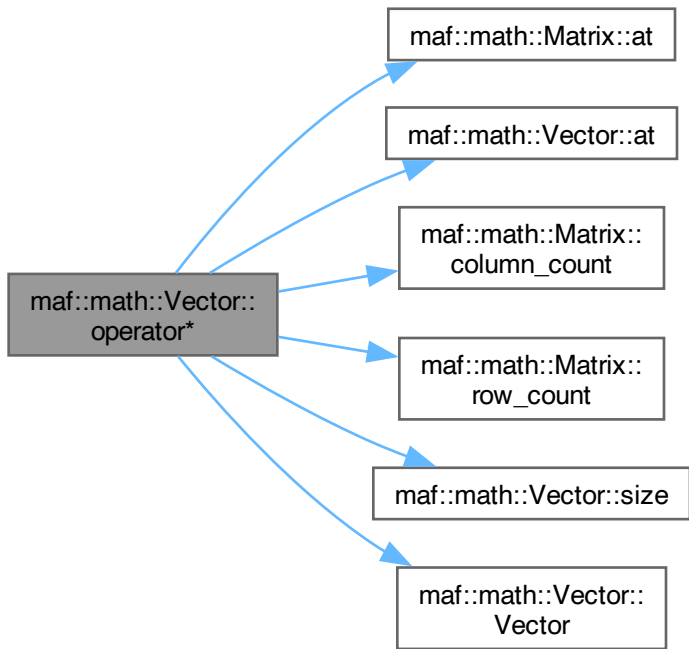 maf::math::Matrix::at
maf::math::Vector::at
maf::math::Matrix::
column_count
maf::math::Vector::
operator*
maf::math::Matrix::
row_count
maf::math::Vector::size
maf::math::Vector::
Vector